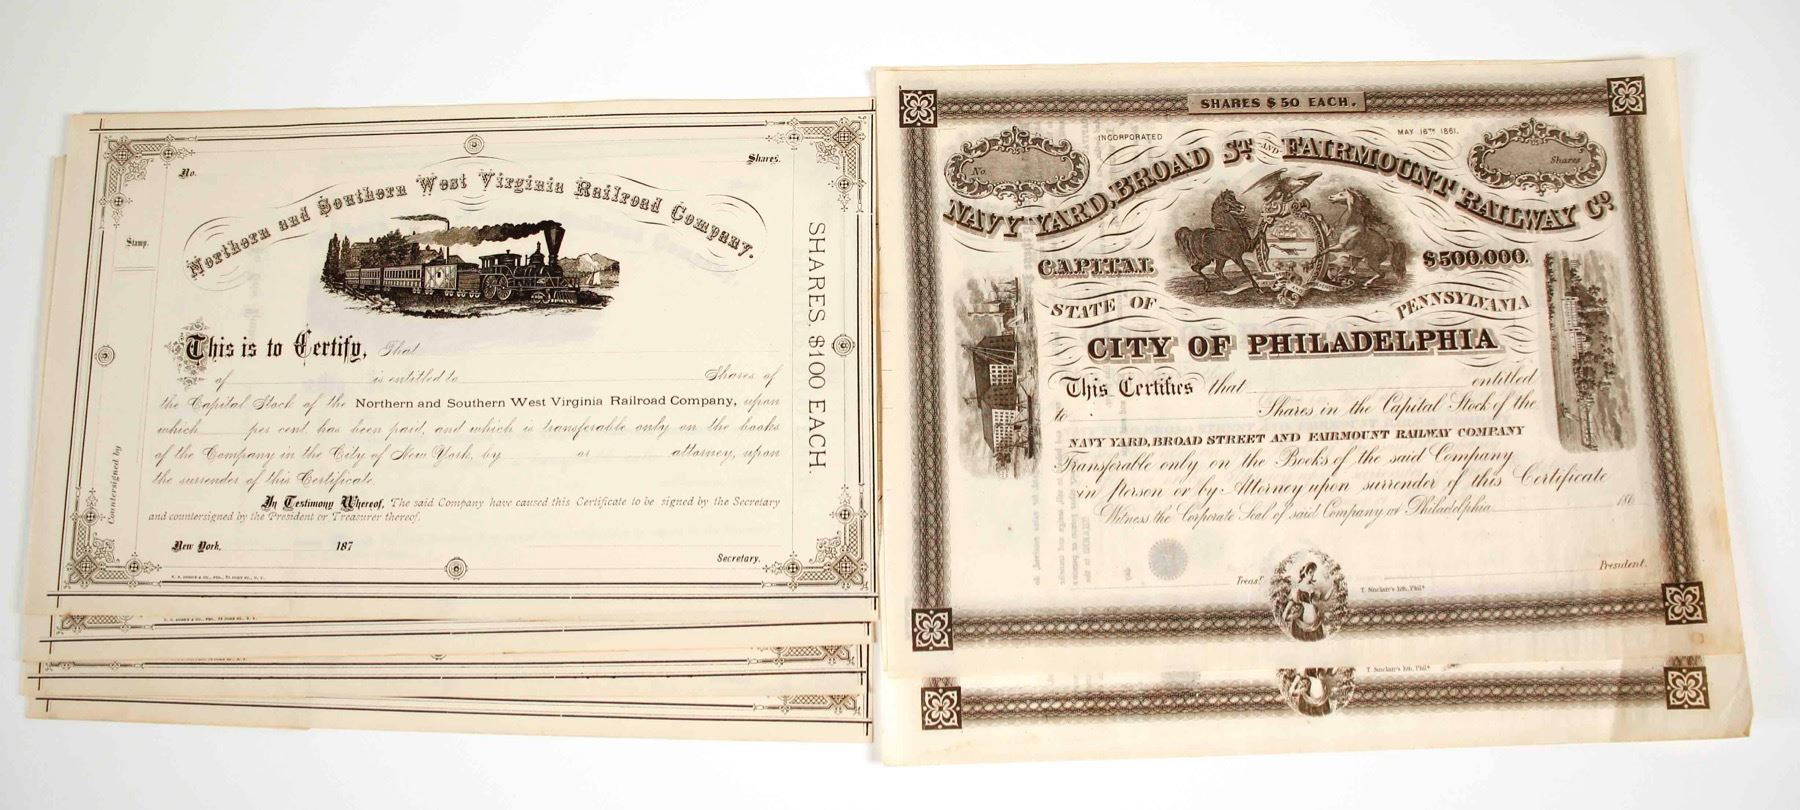 No.
Shares.
Stamp.
Northern and Southern West Virginia Railroad Company.
SHARES, $100 EACH.
This is to Certify, That
of is entitled to Shares of
the Capital Stock of the Northern and Southern West Virginia Railroad Company, upon
which per cent. has been paid, and which is transferable only on the books
of the Company in the City of New York, by or attorney, upon
the surrender of this Certificate.
In Testimony Whereof, The said Company have caused this Certificate to be signed by the Secretary
and countersigned by the President or Treasurer thereof.
Countersigned by
New York, 187
Secretary.
SHARES $50 EACH.
INCORPORATED MAY 16TH 1861.
No.
Shares
NAVY YARD, BROAD ST. AND FAIRMOUNT RAILWAY CO.
CAPITAL $500.000.
STATE OF PENNSYLVANIA
CITY OF PHILADELPHIA
This Certifies that entitled
to Shares in the Capital Stock of the
NAVY YARD, BROAD STREET AND FAIRMOUNT RAILWAY COMPANY
Transferable only on the Books of the said Company
in person or by Attorney upon surrender of this Certificate
Witness the Corporate Seal of said Company at Philadelphia 186
Treasr.
President.
T. Sinclair's lith, Phila
T. Sinclair's lith, Phila